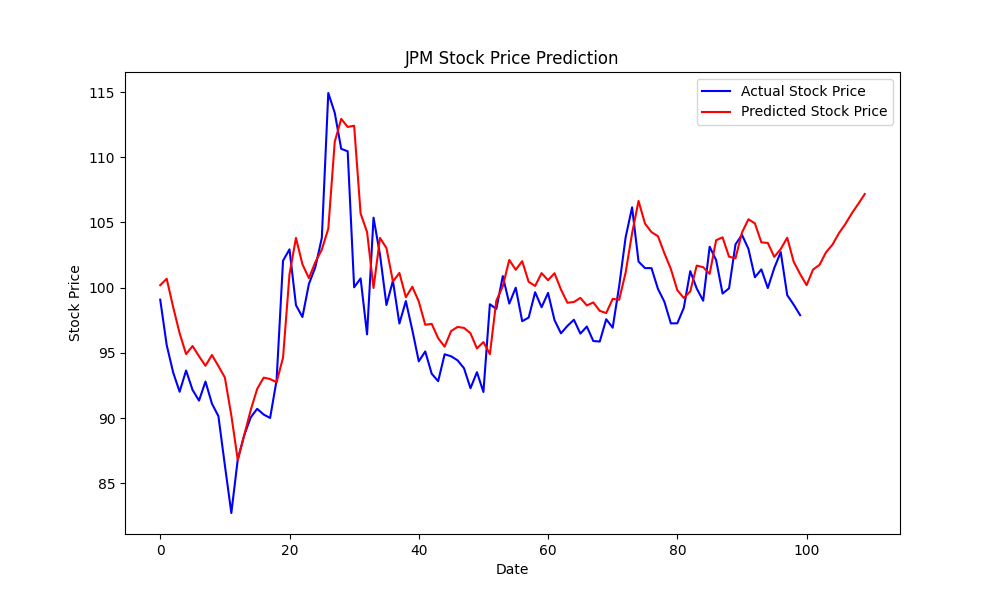 JPM Stock Price Prediction
Actual Stock Price
Predicted Stock Price
115
110
105
100
95
90
85
Stock Price
0 20 40 60 80 100
Date